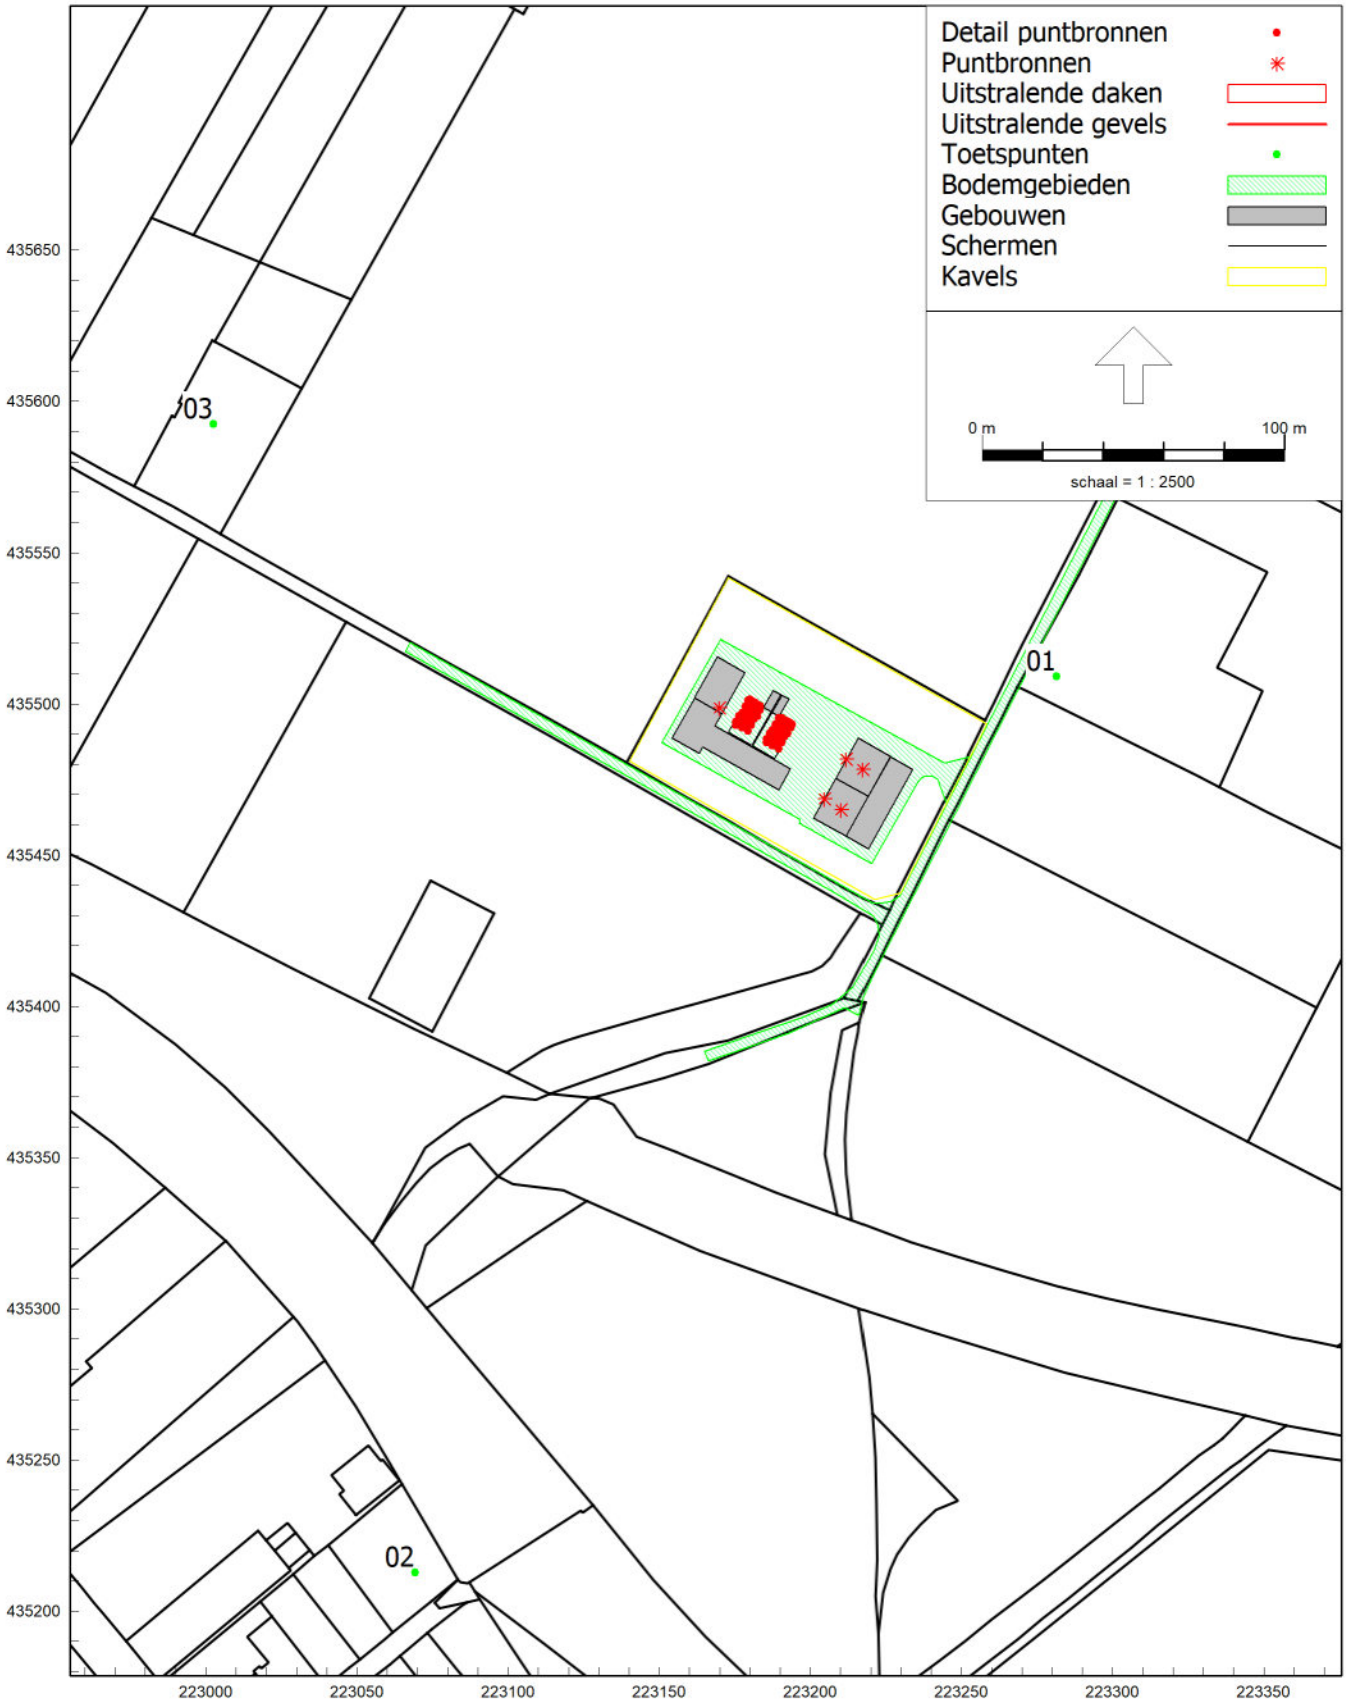 Detail puntbronnen
Puntbronnen
Uitstralende daken
Uitstralende gevels
Toetspunten
Bodemgebieden
Gebouwen
Schermen
Kavels
0 m 100 m
schaal = 1 : 2500
435650
435600
03
435550
01
435500
435450
435400
435350
435300
435250
02
435200
223000 223050 223100 223150 223200 223250 223300 223350